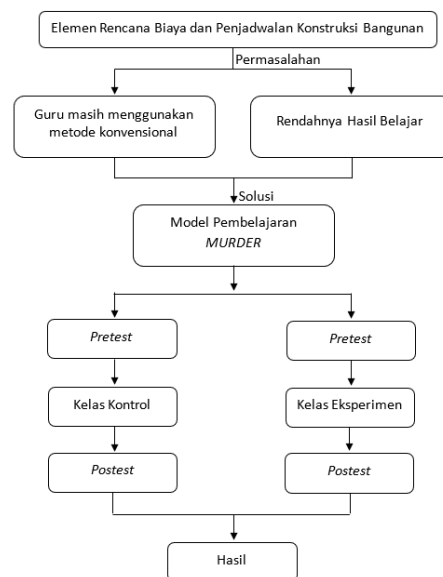 Elemen Rencana Biaya dan Penjadwalan Konstruksi Bangunan
Permasalahan
Guru masih menggunakan
metode konvensional
Rendahnya Hasil Belajar
Solusi
Model Pembelajaran
MURDER
Pretest
Pretest
Kelas Kontrol
Kelas Eksperimen
Postest
Postest
Hasil